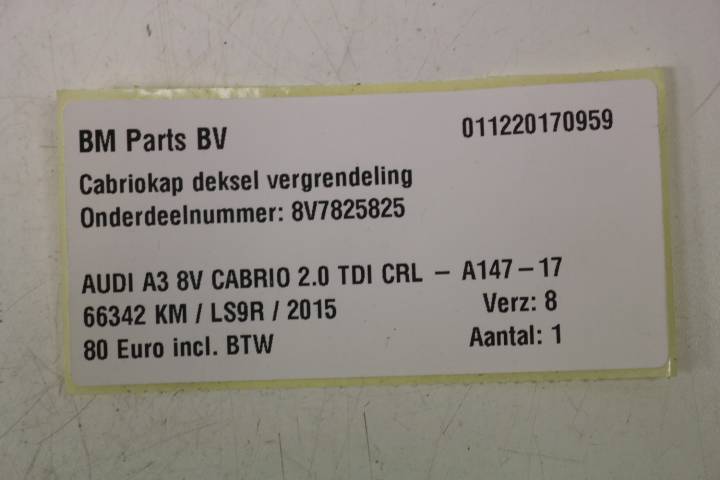 BM Parts BV 011220170959
Cabriokap deksel vergrendeling
Onderdeelnummer: 8V7825825
AUDI A3 8V CABRIO 2.0 TDI CRL – A147–17
66342 KM / LS9R / 2015 Verz: 8
80 Euro incl. BTW Aantal: 1